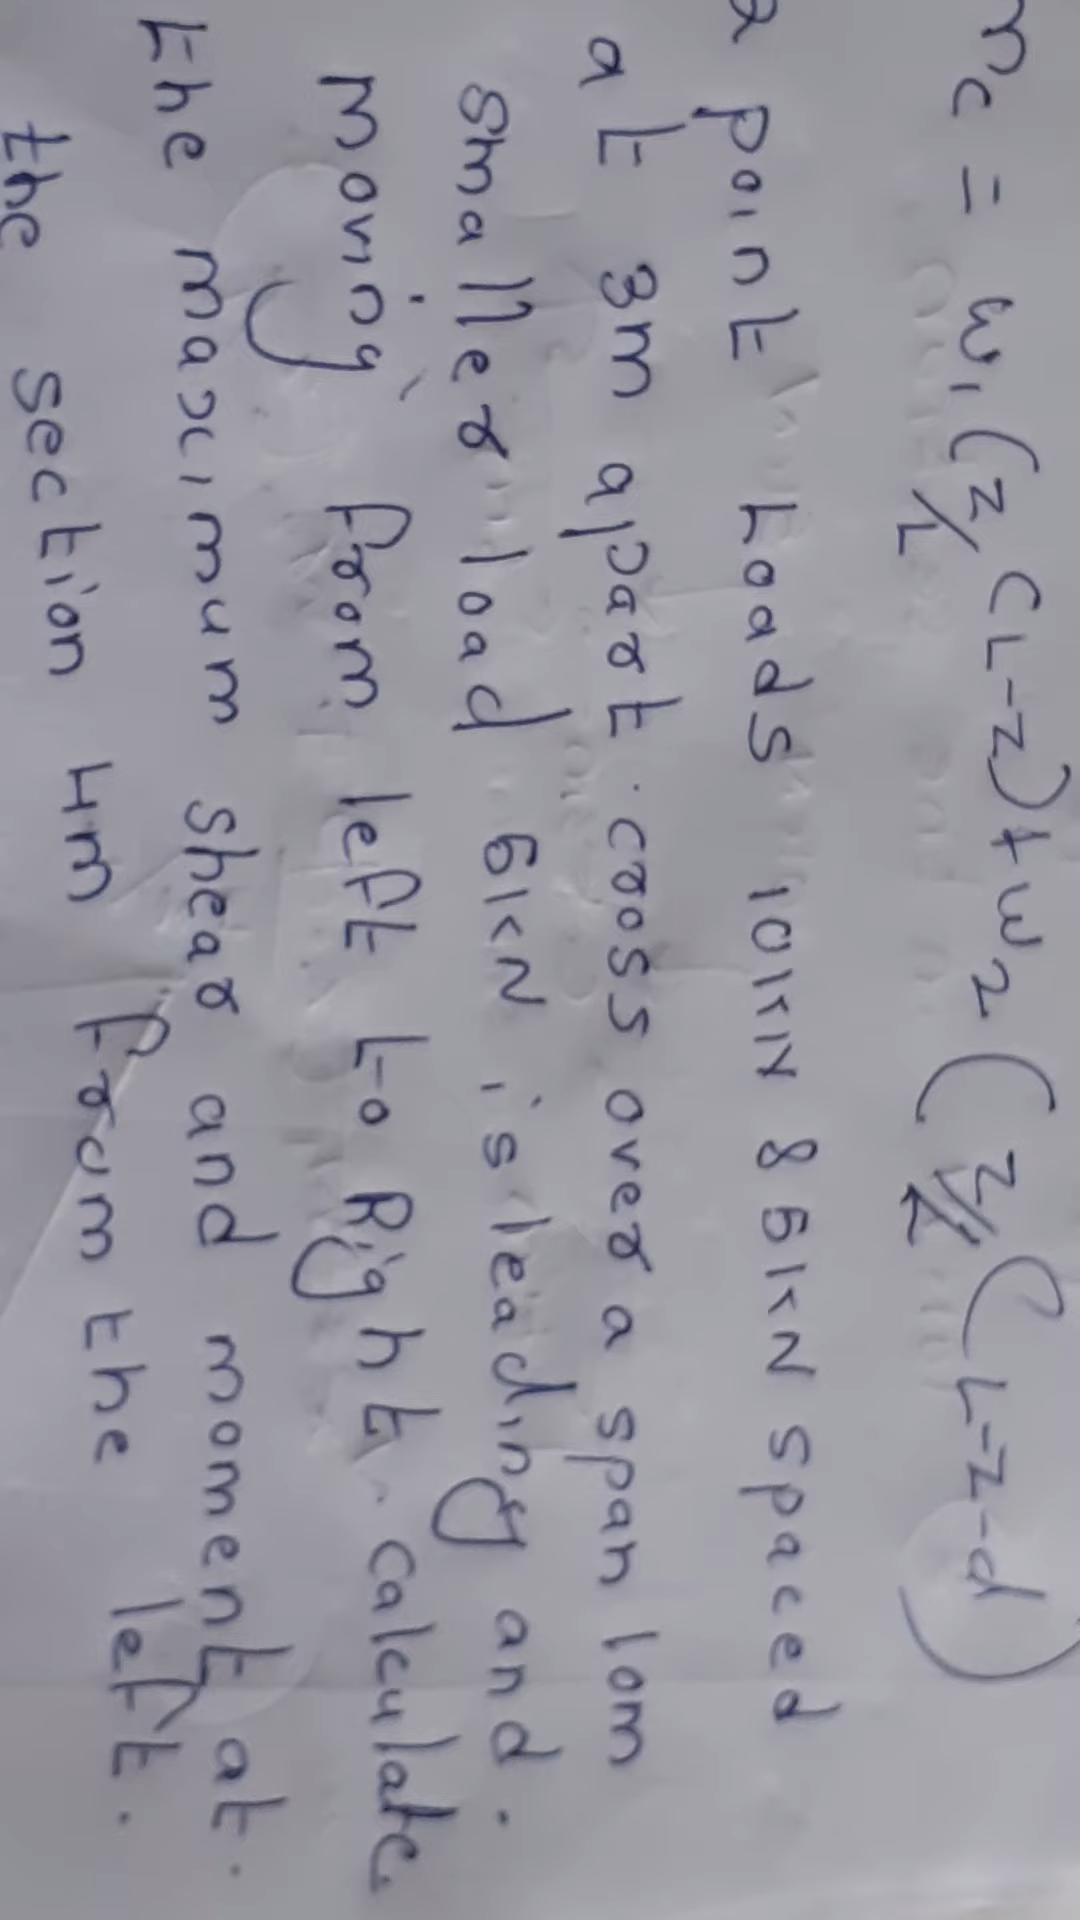 mc = w1 (z/L (L-z) + w2 (z/L (L-z-d)
2 point Loads 10kN & 5kN spaced
at 3m apart. cross over a span 10m
smaller load 5kN is leading and.
moving from left to Right. calculate
the maximum shear and moment at.
the section 4m from the left.